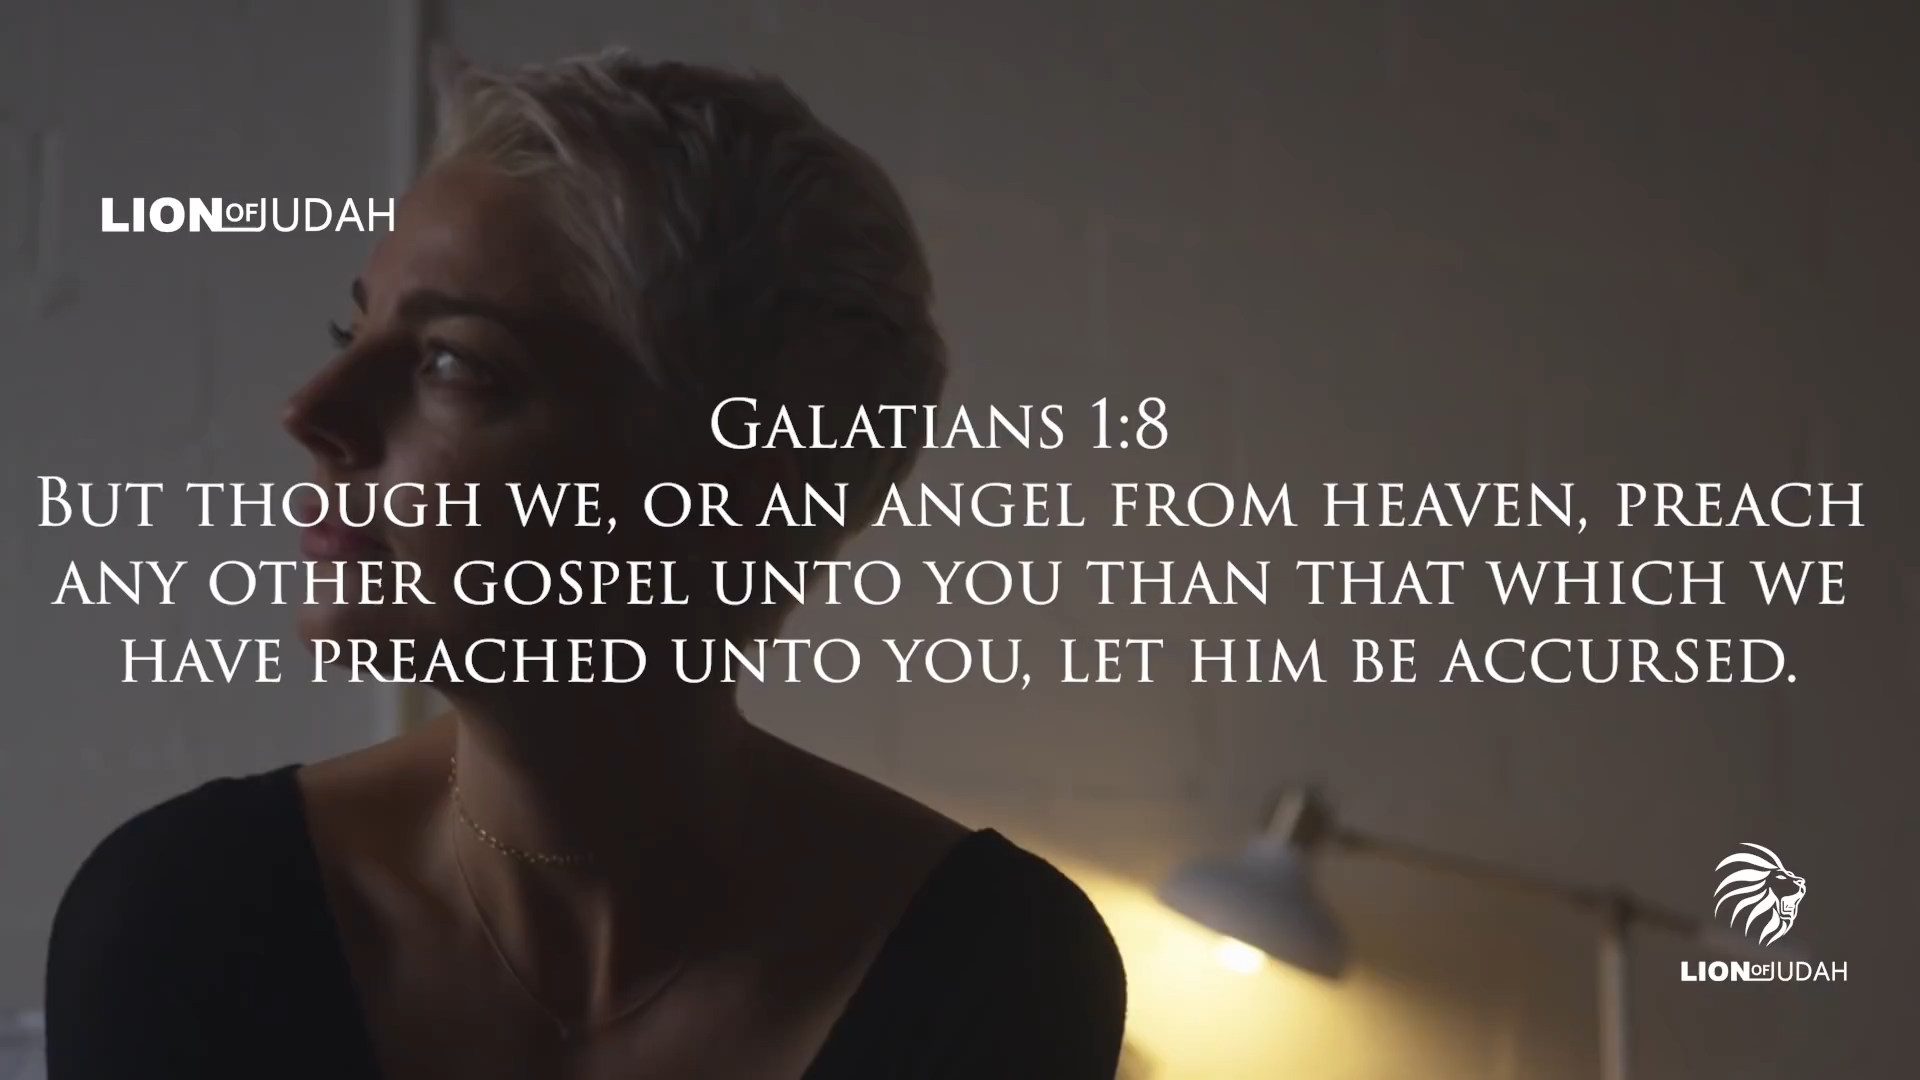 LION OF JUDAH
GALATIANS 1:8
BUT THOUGH WE, OR AN ANGEL FROM HEAVEN, PREACH
ANY OTHER GOSPEL UNTO YOU THAN THAT WHICH WE
HAVE PREACHED UNTO YOU, LET HIM BE ACCURSED.
LION OF JUDAH